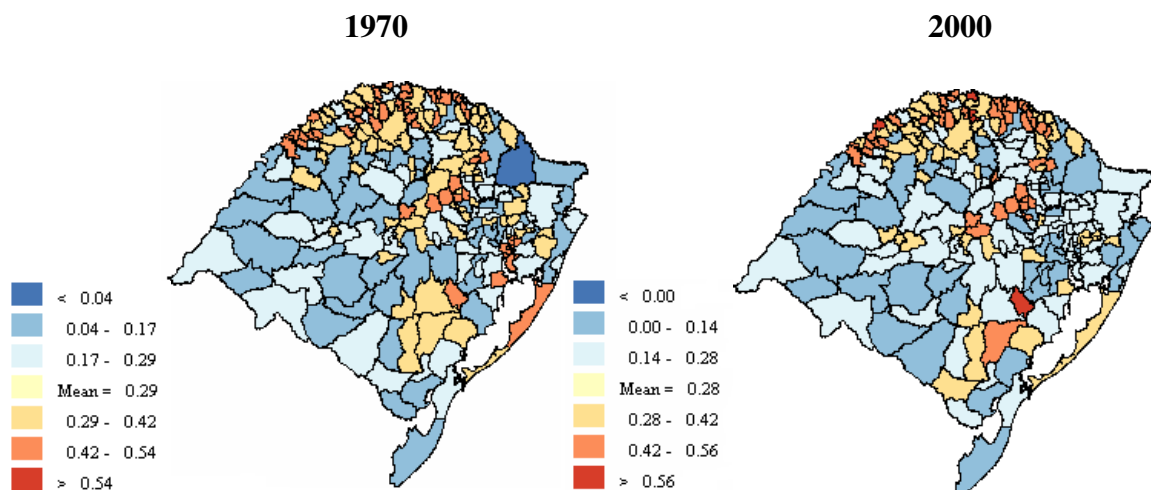 1970
2000
< 0.04
0.04 - 0.17
0.17 - 0.29
Mean = 0.29
0.29 - 0.42
0.42 - 0.54
> 0.54
< 0.00
0.00 - 0.14
0.14 - 0.28
Mean = 0.28
0.28 - 0.42
0.42 - 0.56
> 0.56